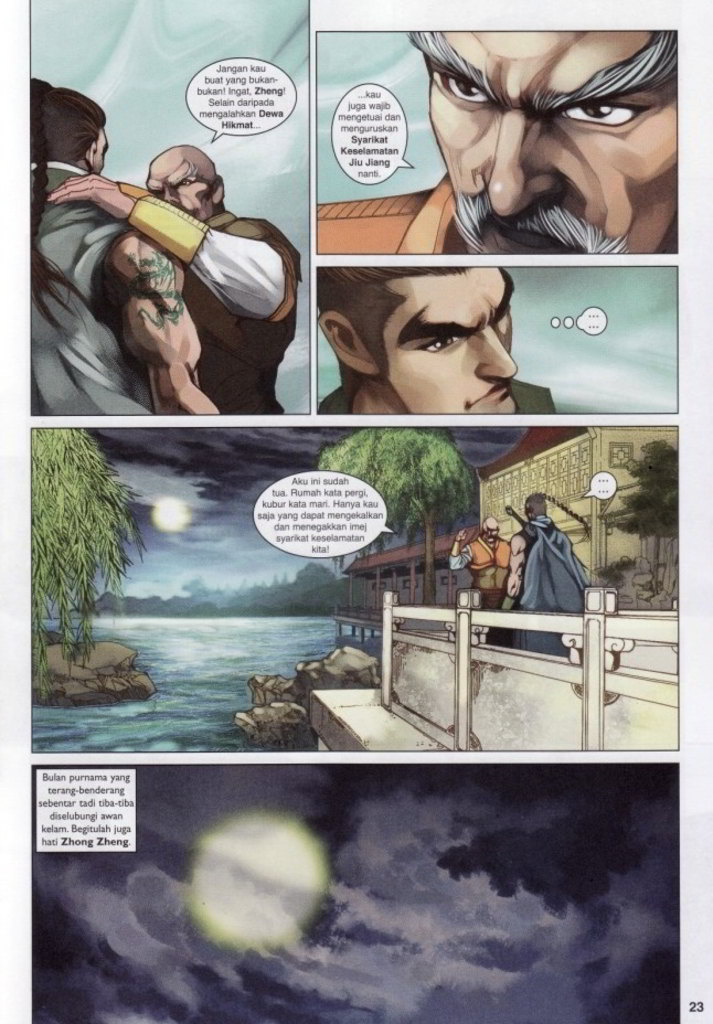 Jangan kau
buat yang bukan-
bukan! Ingat, Zheng!
Selain daripada
mengalahkan Dewa
Hikmat...
...kau
juga wajib
mengetuai dan
menguruskan
Syarikat
Keselamatan
Jiu Jiang
nanti.
...
Aku ini sudah
tua. Rumah kata pergi,
kubur kata mari. Hanya kau
saja yang dapat mengekalkan
dan menegakkan imej
syarikat keselamatan
kita!
...
Bulan purnama yang
terang-benderang
sebentar tadi tiba-tiba
diselubungi awan
kelam. Begitulah juga
hati Zhong Zheng.
23